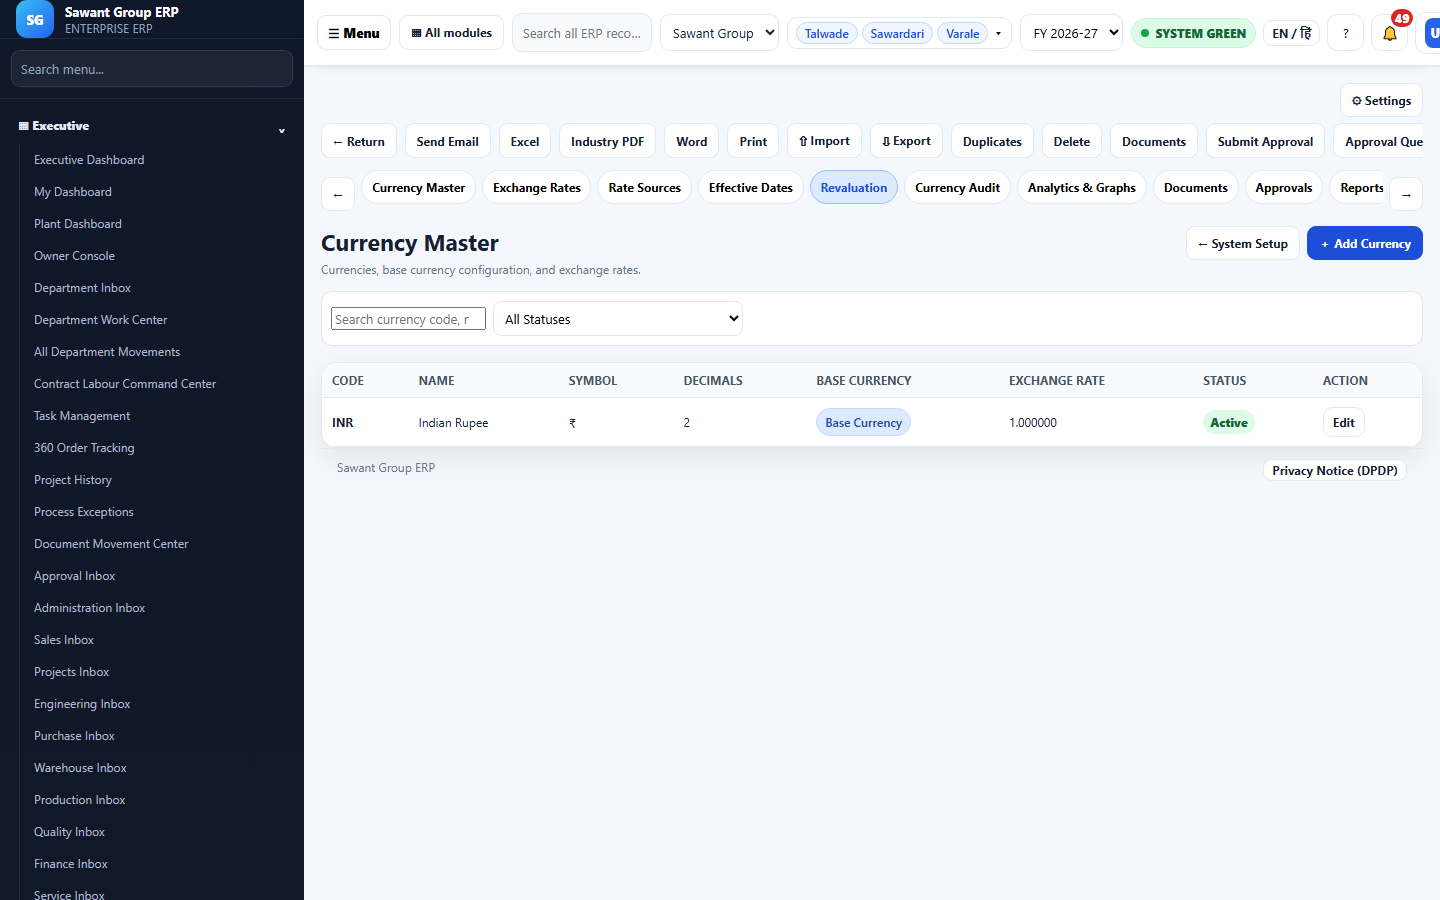 SG
Sawant Group ERP
ENTERPRISE ERP
Search menu...
Executive
Executive Dashboard
My Dashboard
Plant Dashboard
Owner Console
Department Inbox
Department Work Center
All Department Movements
Contract Labour Command Center
Task Management
360 Order Tracking
Project History
Process Exceptions
Document Movement Center
Approval Inbox
Administration Inbox
Sales Inbox
Projects Inbox
Engineering Inbox
Purchase Inbox
Warehouse Inbox
Production Inbox
Quality Inbox
Finance Inbox
Service Inbox
☰ Menu
All modules
Search all ERP reco...
Sawant Group
Talwade Sawardari Varale
FY 2026-27
SYSTEM GREEN
EN / हिं
?
49
U
⚙ Settings
← Return Send Email Excel Industry PDF Word Print ⇧ Import ⇩ Export Duplicates Delete Documents Submit Approval Approval Que
← Currency Master Exchange Rates Rate Sources Effective Dates Revaluation Currency Audit Analytics & Graphs Documents Approvals Reports →
Currency Master
← System Setup
+ Add Currency
Currencies, base currency configuration, and exchange rates.
Search currency code, r
All Statuses
CODE NAME SYMBOL DECIMALS BASE CURRENCY EXCHANGE RATE STATUS ACTION
INR Indian Rupee ₹ 2 Base Currency 1.000000 Active Edit
Sawant Group ERP
Privacy Notice (DPDP)